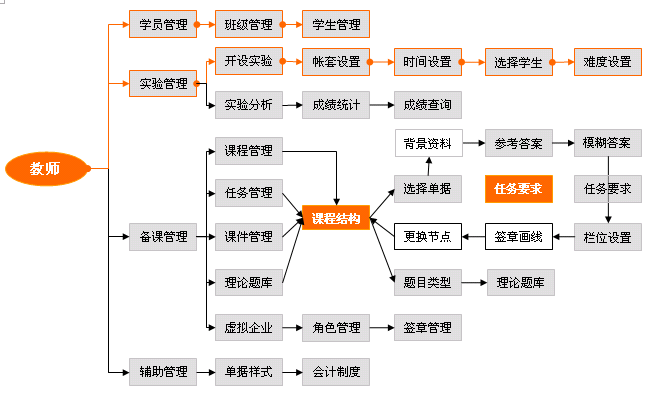 学员管理
班级管理
学生管理
实验管理
开设实验
帐套设置
时间设置
选择学生
难度设置
实验分析
成绩统计
成绩查询
教师
备课管理
课程管理
任务管理
课件管理
理论题库
课程结构
背景资料
参考答案
模糊答案
选择单据
任务要求
任务要求
更换节点
签章画线
栏位设置
题目类型
理论题库
虚拟企业
角色管理
签章管理
辅助管理
单据样式
会计制度